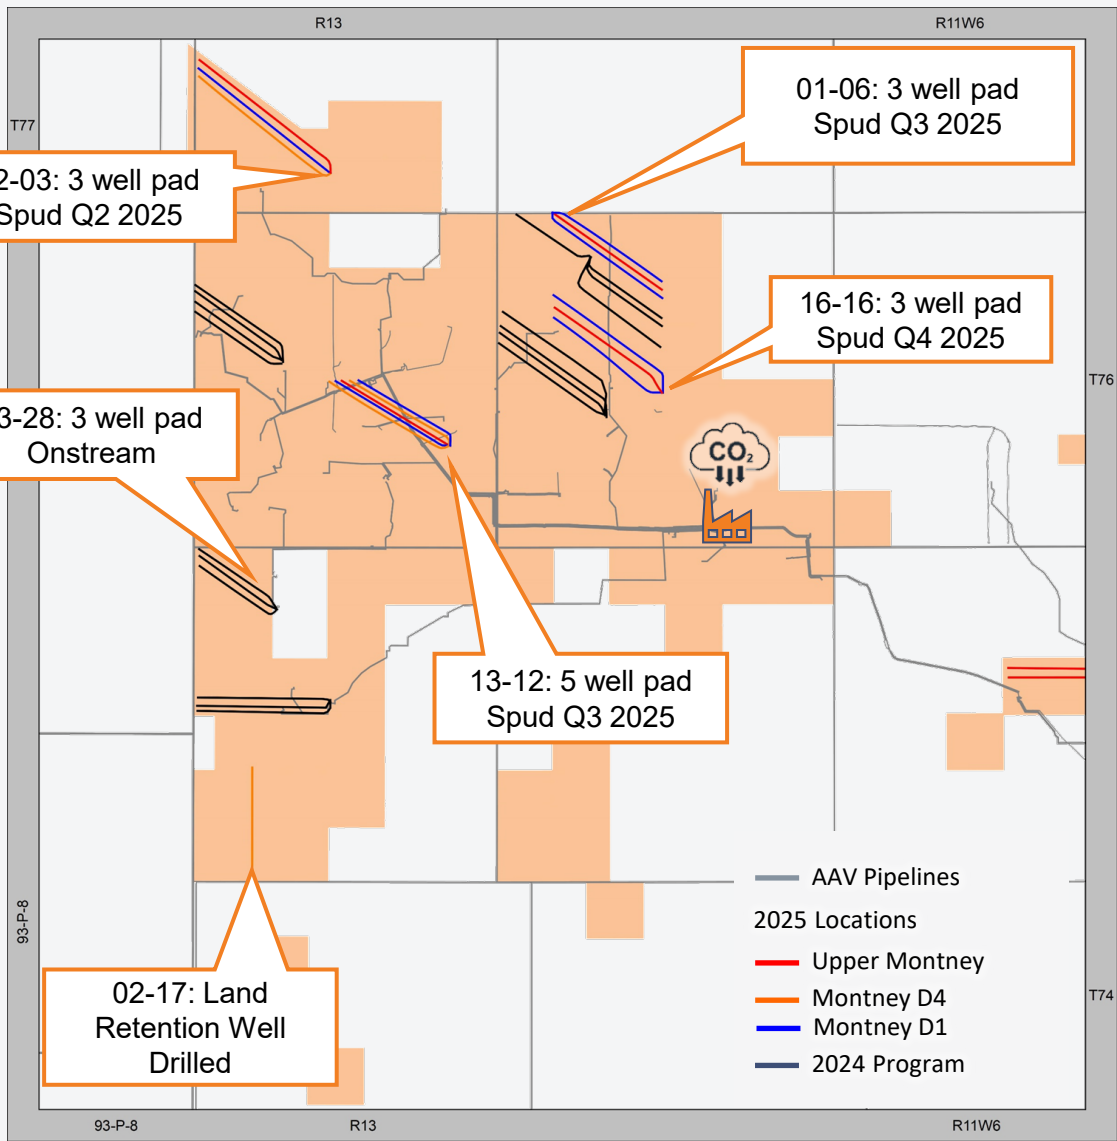 R13
R11W6
T77
01-06: 3 well pad
Spud Q3 2025
2-03: 3 well pad
Spud Q2 2025
16-16: 3 well pad
Spud Q4 2025
T76
3-28: 3 well pad
Onstream
CO2
13-12: 5 well pad
Spud Q3 2025
AAV Pipelines
2025 Locations
Upper Montney
Montney D4
Montney D1
2024 Program
93-P-8
02-17: Land
Retention Well
Drilled
T74
93-P-8
R13
R11W6